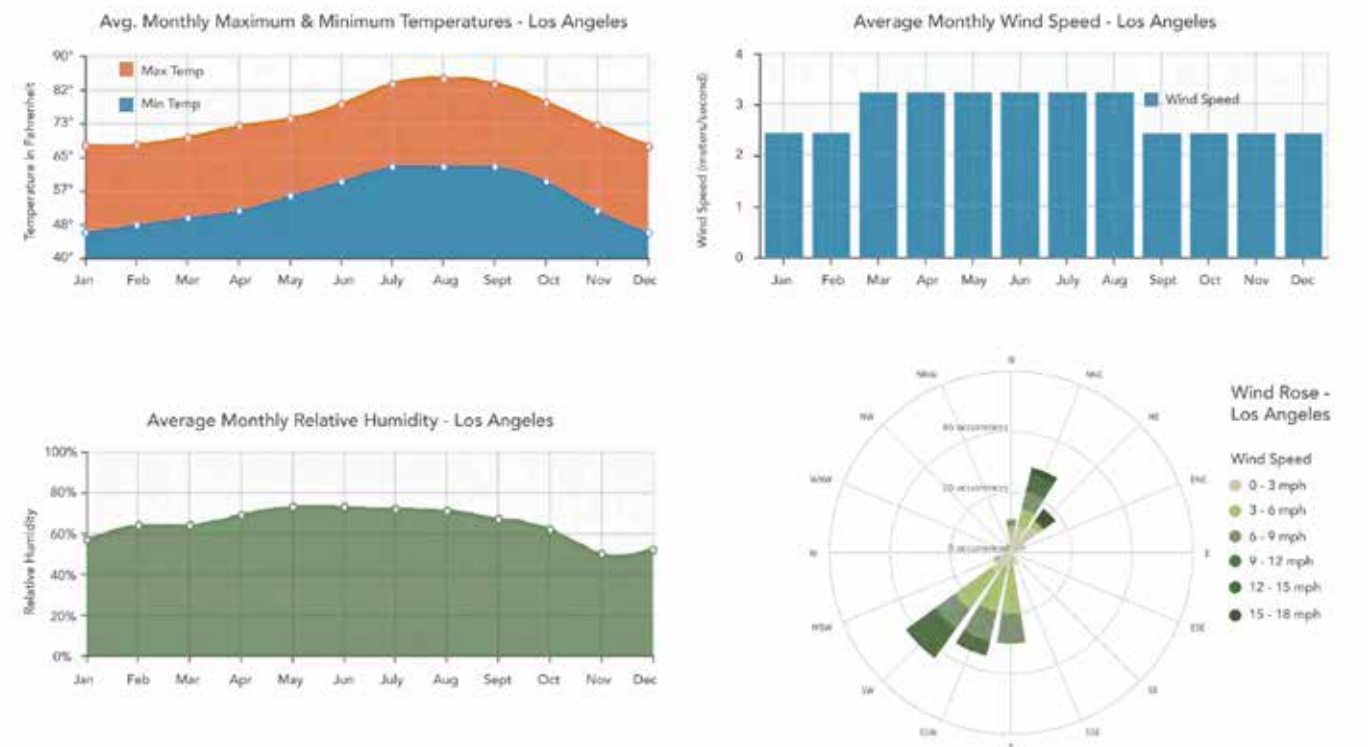 Avg. Monthly Maximum & Minimum Temperatures - Los Angeles
90°
82°
73°
65°
57°
48°
40°
Temperature in Fahrenheit
Max Temp
Min Temp
Jan Feb Mar Apr May Jun July Aug Sept Oct Nov Dec
Average Monthly Wind Speed - Los Angeles
4
3
2
1
0
Wind Speed (meters/second)
Wind Speed
Jan Feb Mar Apr May Jun July Aug Sept Oct Nov Dec
Average Monthly Relative Humidity - Los Angeles
100%
80%
60%
40%
20%
0%
Relative Humidity
Jan Feb Mar Apr May Jun July Aug Sept Oct Nov Dec
N
NNW
NNE
NW
NE
occurrences
WNW
ENE
20 occurrences
W
0 occurrences
E
WSW
ESE
SW
SE
SSW
SSE
Wind Rose -
Los Angeles
Wind Speed
0 - 3 mph
3 - 6 mph
6 - 9 mph
9 - 12 mph
12 - 15 mph
15 - 18 mph